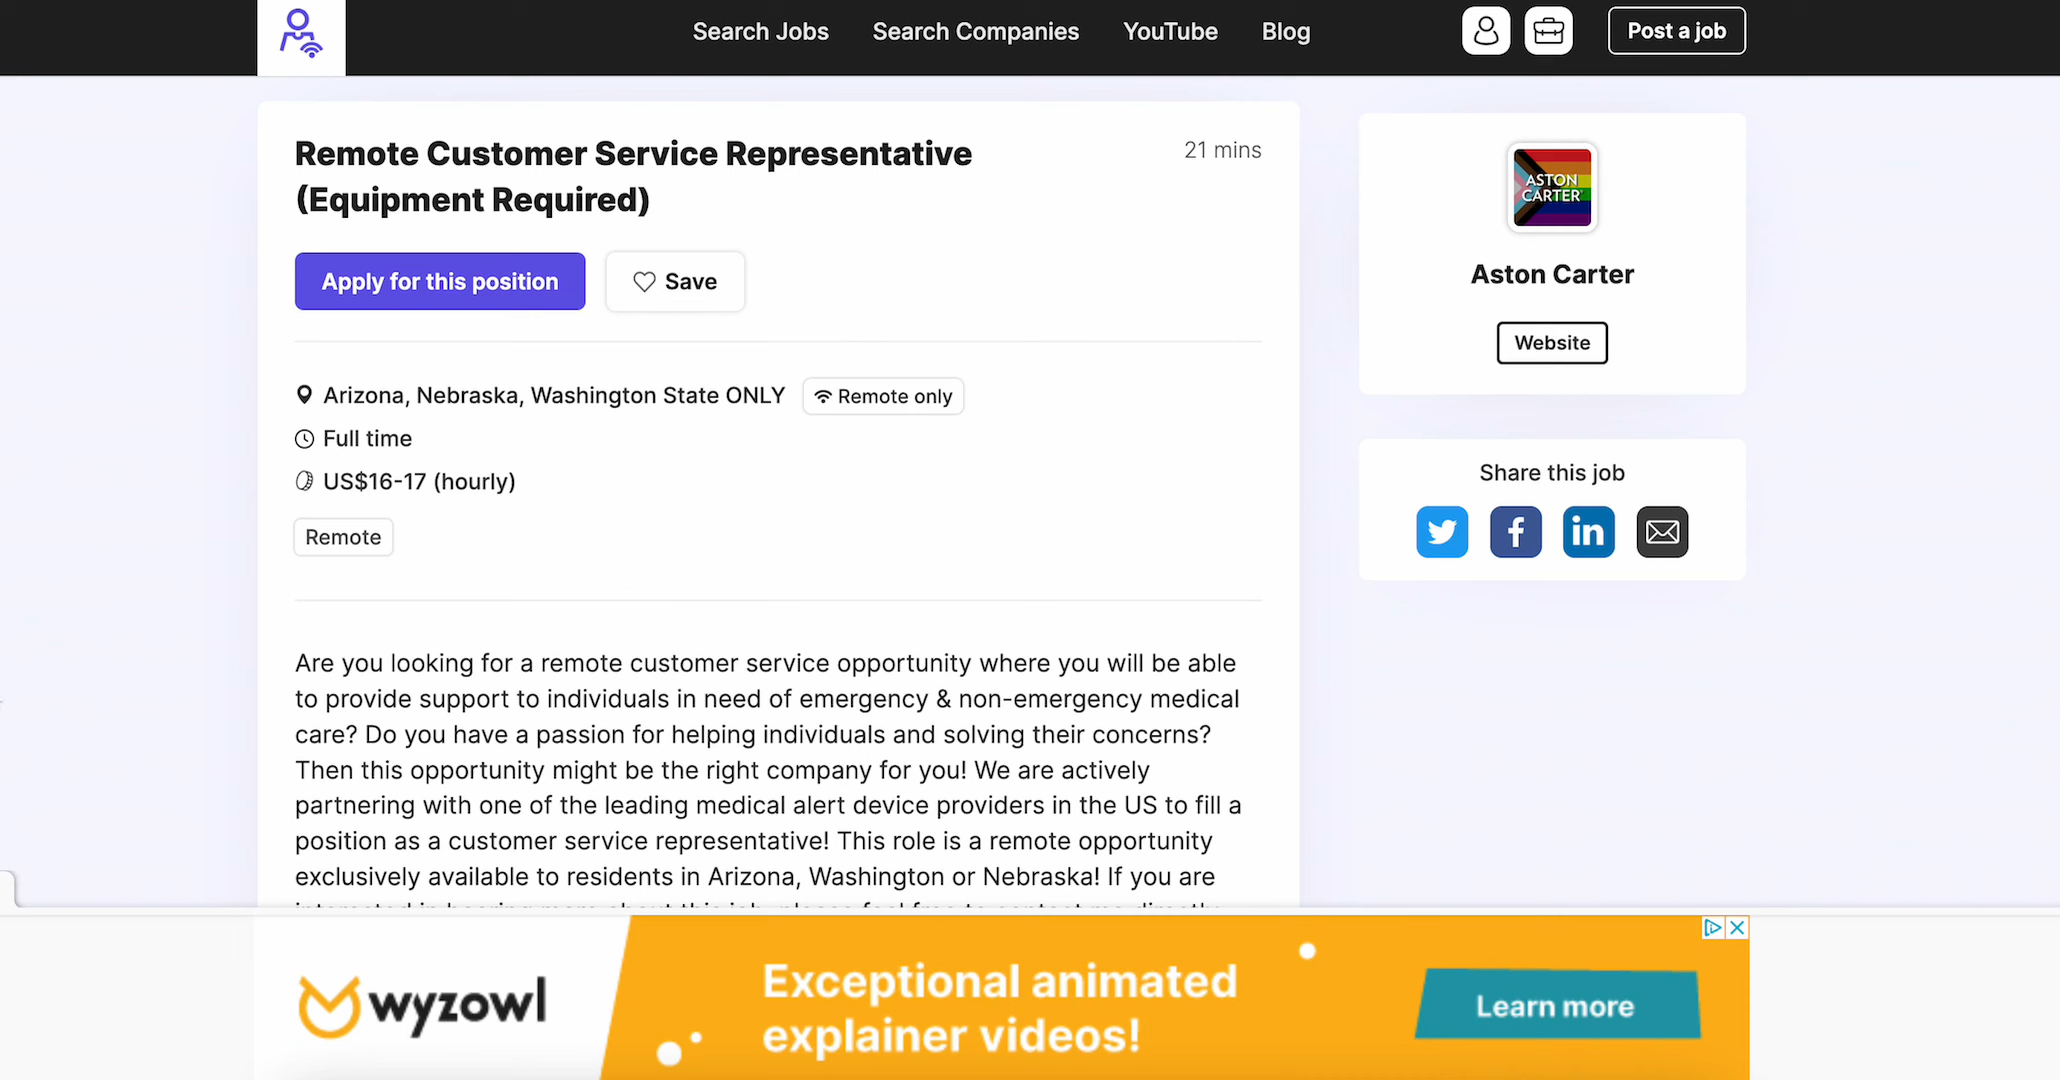 Search Jobs Search Companies YouTube Blog Post a job
Remote Customer Service Representative
(Equipment Required)
21 mins
Apply for this position Save
Arizona, Nebraska, Washington State ONLY Remote only
Full time
US$16-17 (hourly)
Remote
Are you looking for a remote customer service opportunity where you will be able
to provide support to individuals in need of emergency & non-emergency medical
care? Do you have a passion for helping individuals and solving their concerns?
Then this opportunity might be the right company for you! We are actively
partnering with one of the leading medical alert device providers in the US to fill a
position as a customer service representative! This role is a remote opportunity
exclusively available to residents in Arizona, Washington or Nebraska! If you are
ASTON
CARTER
Aston Carter
Website
Share this job
wyzowl
Exceptional animated
explainer videos!
Learn more